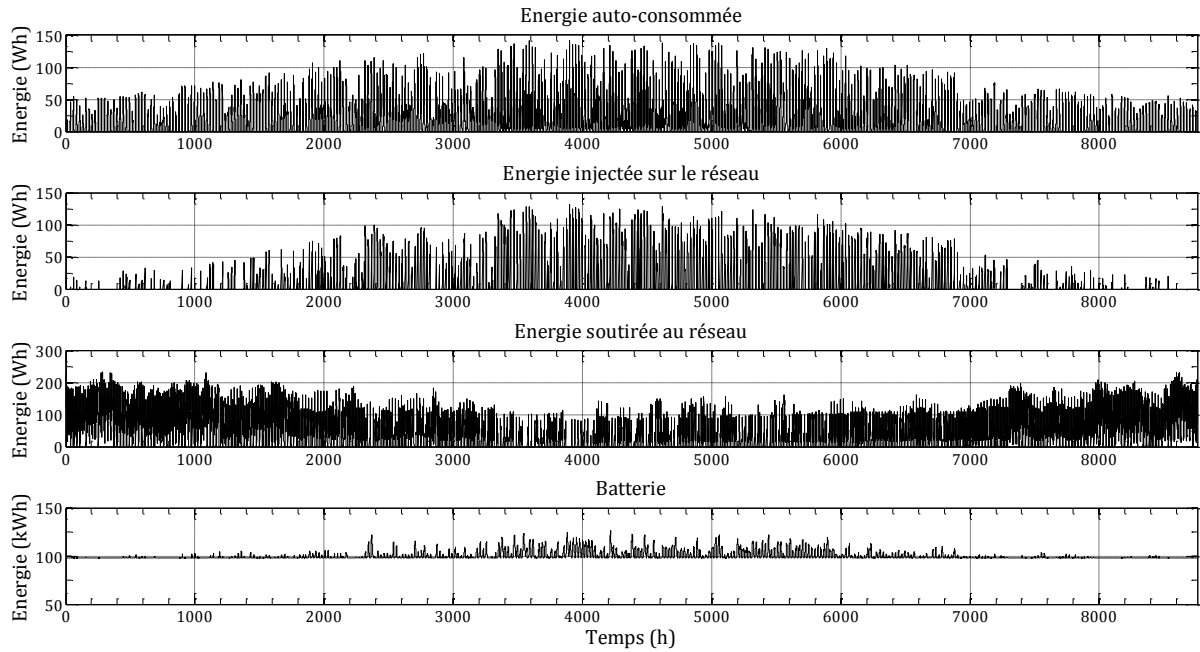 Energie auto-consommée
Energie (Wh)
150
100
50
0
0 1000 2000 3000 4000 5000 6000 7000 8000
Energie injectée sur le réseau
Energie (Wh)
150
100
50
0
0 1000 2000 3000 4000 5000 6000 7000 8000
Energie soutirée au réseau
Energie (Wh)
300
200
100
0
0 1000 2000 3000 4000 5000 6000 7000 8000
Batterie
Energie (kWh)
150
100
50
0 1000 2000 3000 4000 5000 6000 7000 8000
Temps (h)